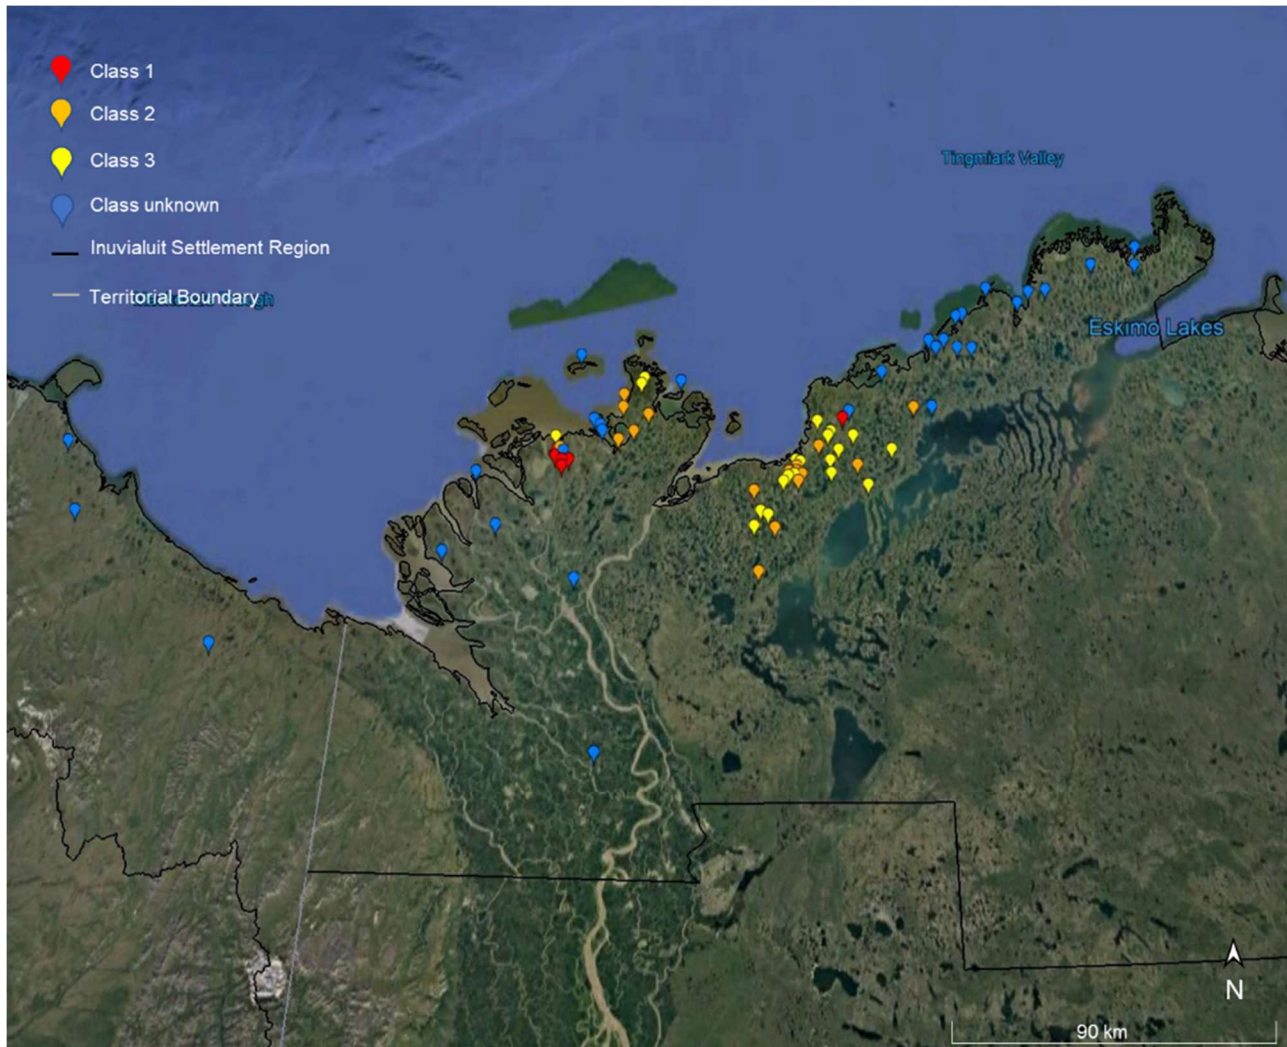 Class 1
Class 2
Class 3
Class unknown
Inuvialuit Settlement Region
Territorial Boundary
Tingmiark Valley
Eskimo Lakes
N
90 km